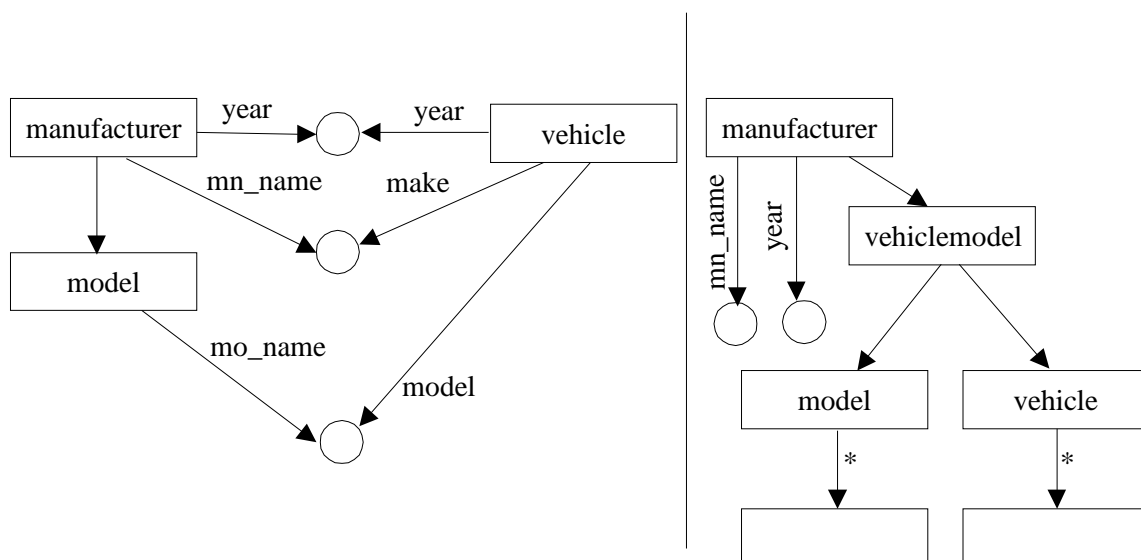 year
year
manufacturer
vehicle
mn_name
make
model
mo_name
model
manufacturer
mn_name
year
vehiclemodel
model
vehicle
*
*